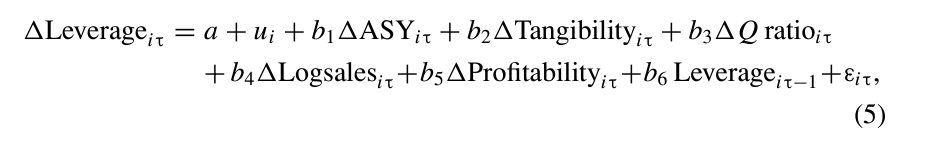 ΔLeverage_{iτ} = a + u_i + b_1ΔASY_{iτ} + b_2ΔTangibility_{iτ} + b_3ΔQ ratio_{iτ}
+ b_4ΔLogsales_{iτ} + b_5ΔProfitability_{iτ} + b_6 Leverage_{iτ−1} + ε_{iτ},
(5)